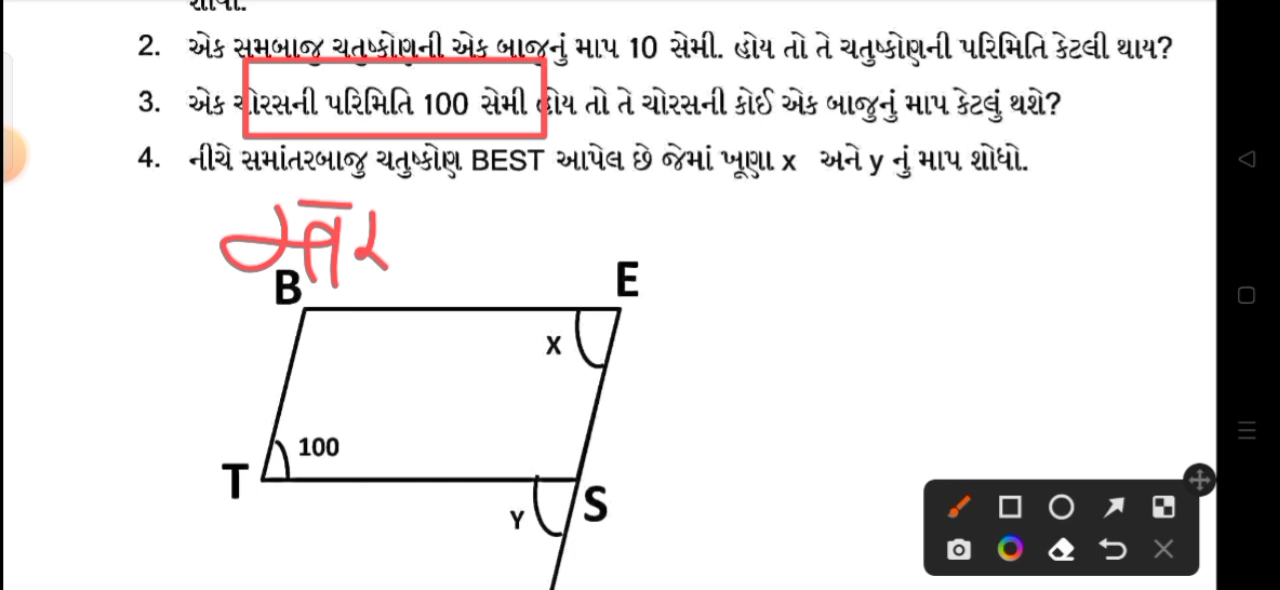 2. એક સમબાજુ ચતુષ્કોણની એક બાજુનું માપ 10 સેમી. હોય તો તે ચતુષ્કોણની પરિમિતિ કેટલી થાય?
3. એક ચોરસની પરિમિતિ 100 સેમી હોય તો તે ચોરસની કોઈ એક બાજુનું માપ કેટલું થશે?
4. નીચે સમાંતરબાજુ ચતુષ્કોણ BEST આપેલ છે જેમાં ખૂણા x અને y નું માપ શોધો.
B E
X
100
T S
Y